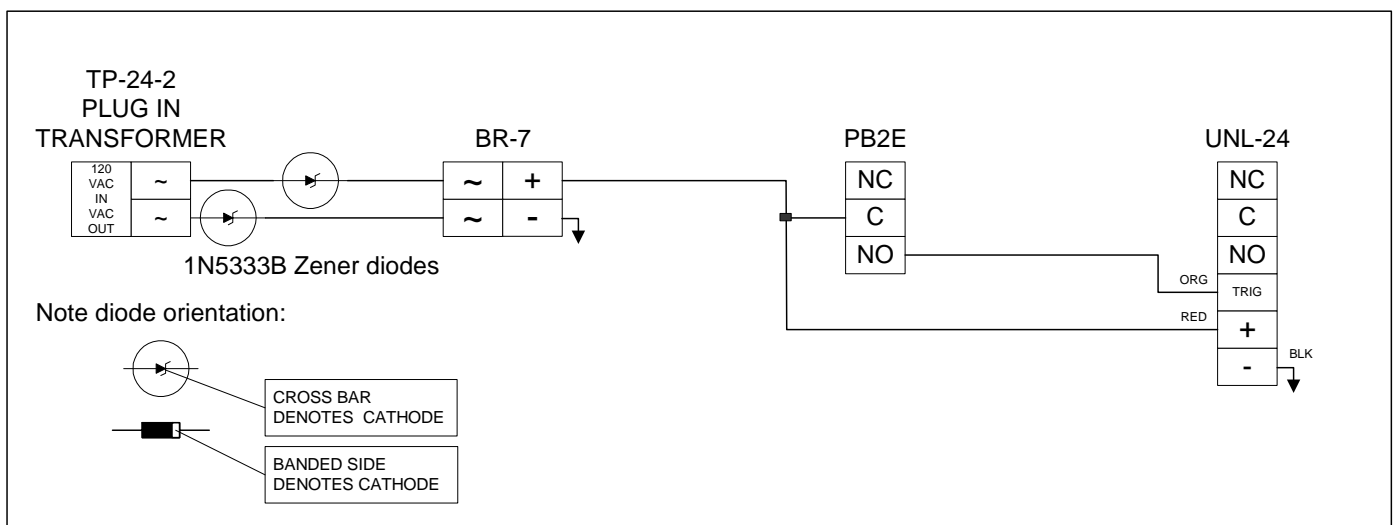 TP-24-2
PLUG IN
TRANSFORMER
120
VAC
IN
VAC
OUT
~
~
BR-7
~ +
~ -
1N5333B Zener diodes
PB2E
NC
C
NO
UNL-24
NC
C
NO
ORG TRIG
RED +
- BLK
Note diode orientation:
CROSS BAR
DENOTES CATHODE
BANDED SIDE
DENOTES CATHODE